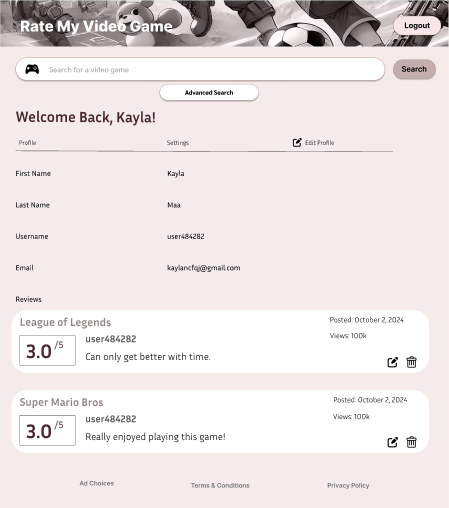 Rate My Video Game
Logout
Search for a video game
Search
Advanced Search
Welcome Back, Kayla!
Profile Settings Edit Profile
First Name Kayla
Last Name Maa
Username user484282
Email kaylancfqj@gmail.com
Reviews
League of Legends
Posted: October 2, 2024
Views: 100k
3.0 /5
user484282
Can only get better with time.
Super Mario Bros
Posted: October 2, 2024
Views: 100k
3.0 /5
user484282
Really enjoyed playing this game!
Ad Choices Terms & Conditions Privacy Policy